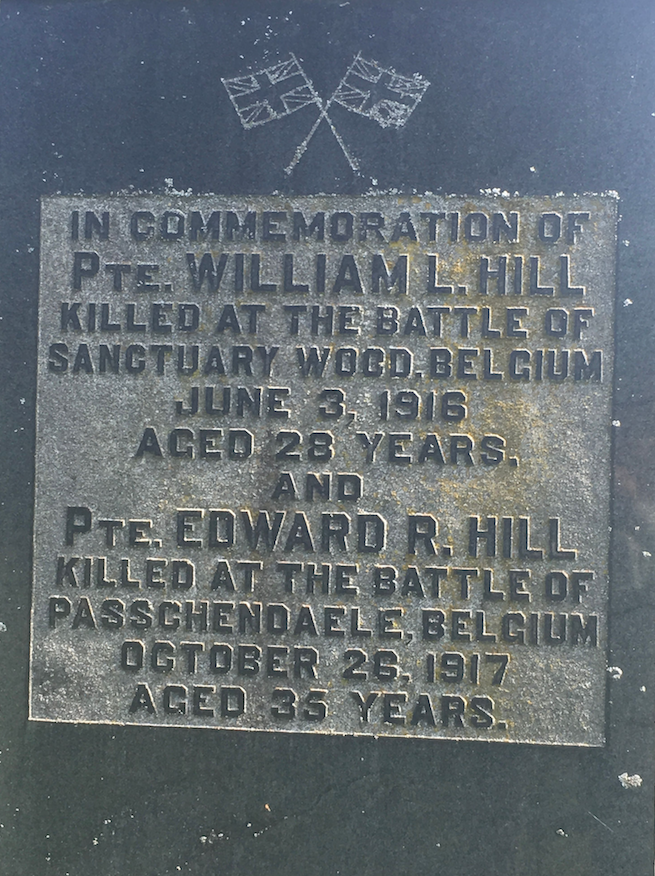 IN COMMEMORATION OF
PTE. WILLIAM L. HILL
KILLED AT THE BATTLE OF
SANCTUARY WOOD, BELGIUM
JUNE 3, 1916
AGED 28 YEARS.
AND
PTE. EDWARD R. HILL
KILLED AT THE BATTLE OF
PASSCHENDAELE, BELGIUM
OCTOBER 26, 1917
AGED 35 YEARS.